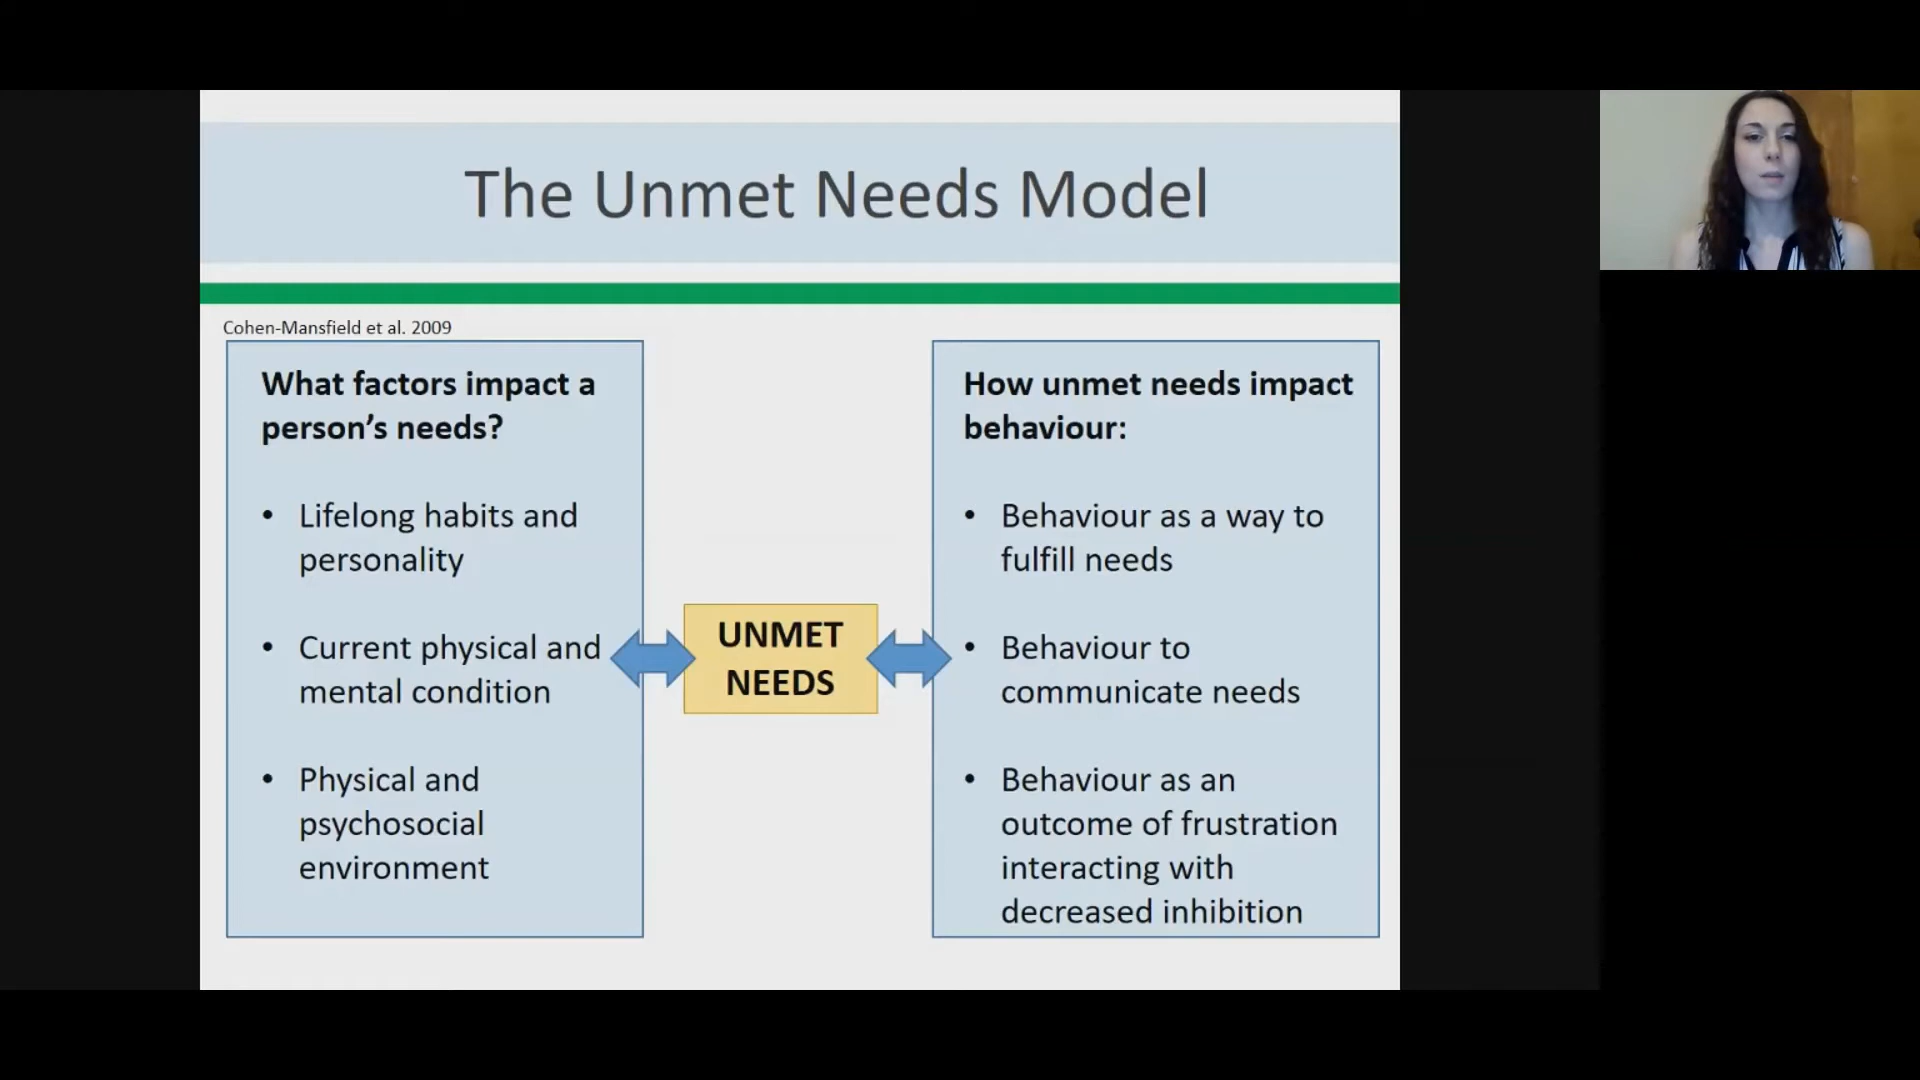 The Unmet Needs Model
Cohen-Mansfield et al. 2009
What factors impact a
person’s needs?
• Lifelong habits and
personality
• Current physical and
mental condition
• Physical and
psychosocial
environment
UNMET
NEEDS
How unmet needs impact
behaviour:
• Behaviour as a way to
fulfill needs
• Behaviour to
communicate needs
• Behaviour as an
outcome of frustration
interacting with
decreased inhibition